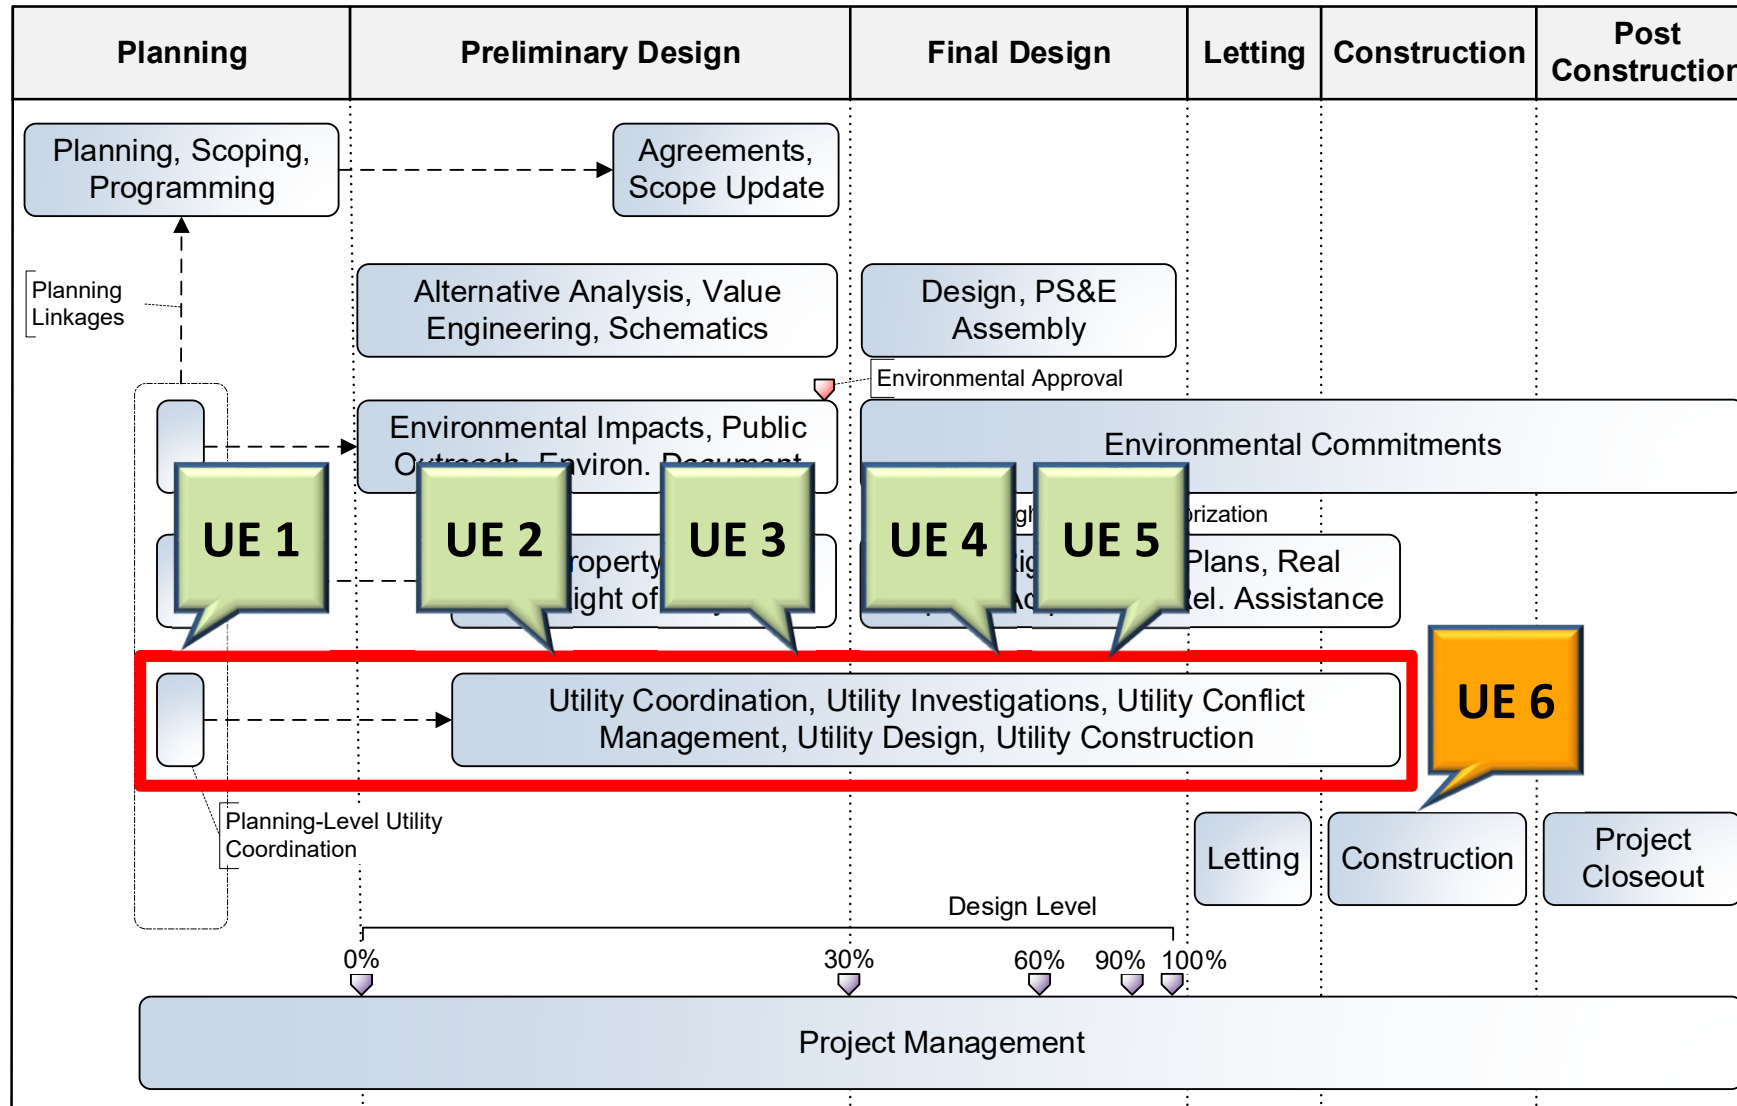 Planning
Preliminary Design
Final Design
Letting
Construction
Post
Construction
Planning, Scoping,
Programming
Agreements,
Scope Update
Planning
Linkages
Alternative Analysis, Value
Engineering, Schematics
Design, PS&E
Assembly
Environmental Approval
Environmental Impacts, Public
Environ.
Environmental Commitments
UE 1
UE 2
UE 3
UE 4
UE 5
Plans, Real
of
Rel. Assistance
Utility Coordination, Utility Investigations, Utility Conflict
Management, Utility Design, Utility Construction
UE 6
Planning-Level Utility
Coordination
Letting
Construction
Project
Closeout
Design Level
0%
30%
60%
90%
100%
Project Management